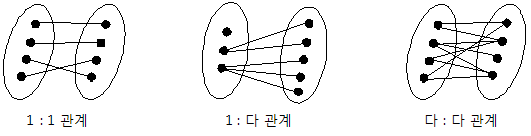 1 : 1 관계
1 : 다 관계
다 : 다 관계